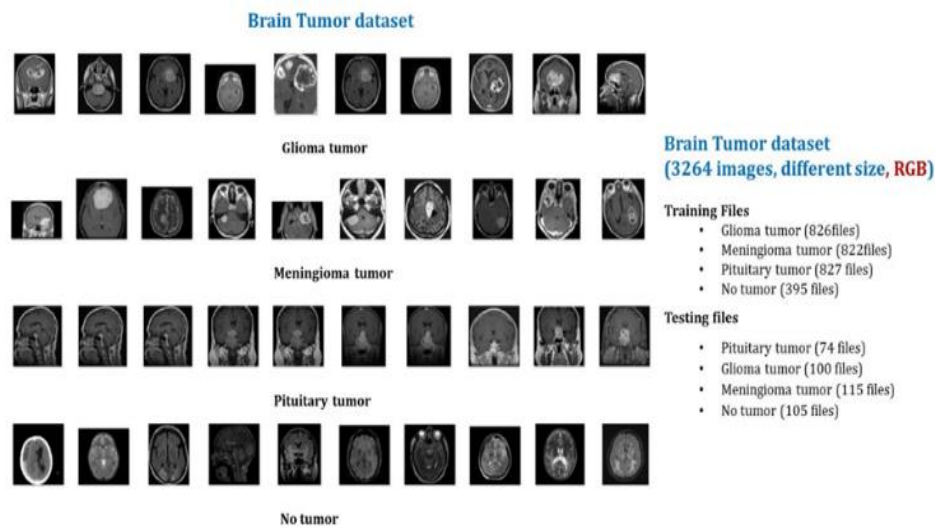 Brain Tumor dataset
Glioma tumor
Meningioma tumor
Pituitary tumor
No tumor
Brain Tumor dataset
(3264 images, different size, RGB)
Training Files
• Glioma tumor (826files)
• Meningioma tumor (822files)
• Pituitary tumor (827 files)
• No tumor (395 files)
Testing files
• Pituitary tumor (74 files)
• Glioma tumor (100 files)
• Meningioma tumor (115 files)
• No tumor (105 files)